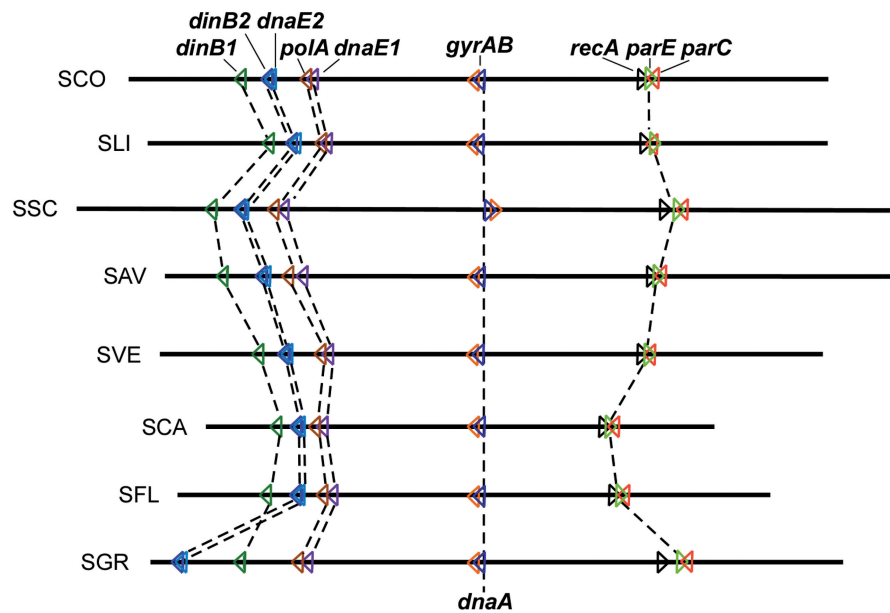 dinB2 dnaE2
dinB1 polA dnaE1 gyrAB recA parE parC
SCO
SLI
SSC
SAV
SVE
SCA
SFL
SGR
dnaA